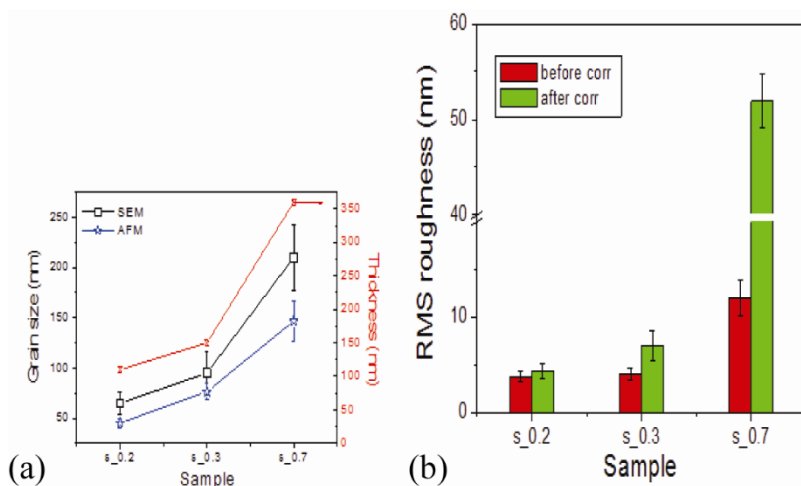 (a)
Grain size (nm)
250
200
150
100
50
SEM
AFM
350
300
250
200
150
100
50
0
Thickness (nm)
s_0.2 s_0.3 s_0.7
Sample
(b)
RMS roughness (nm)
60
50
40
10
0
before corr
after corr
s_0.2 s_0.3 s_0.7
Sample